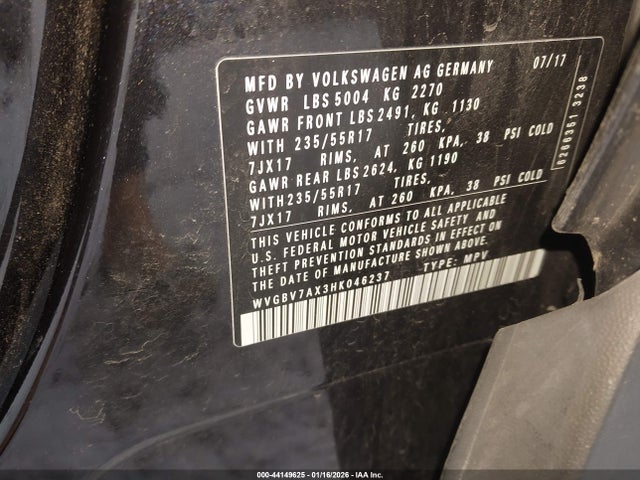 MFD BY VOLKSWAGEN AG GERMANY 07/17
GVWR LBS 5004 KG 2270
GAWR FRONT LBS 2491, KG 1130
WITH 235/55R17 TIRES,
7JX17 RIMS, AT 260 KPA, 38 PSI COLD
GAWR REAR LBS 2624, KG 1190
WITH 235/55R17 TIRES,
7JX17 RIMS, AT 260 KPA, 38 PSI COLD
THIS VEHICLE CONFORMS TO ALL APPLICABLE
U.S. FEDERAL MOTOR VEHICLE SAFETY AND
THEFT PREVENTION STANDARDS IN EFFECT ON
THE DATE OF MANUFACTURE SHOWN ABOVE.
WVGBV7AX3HK046237 TYPE: MPV
0280351 3238
000-44149625 - 01/16/2026 - IAA Inc.